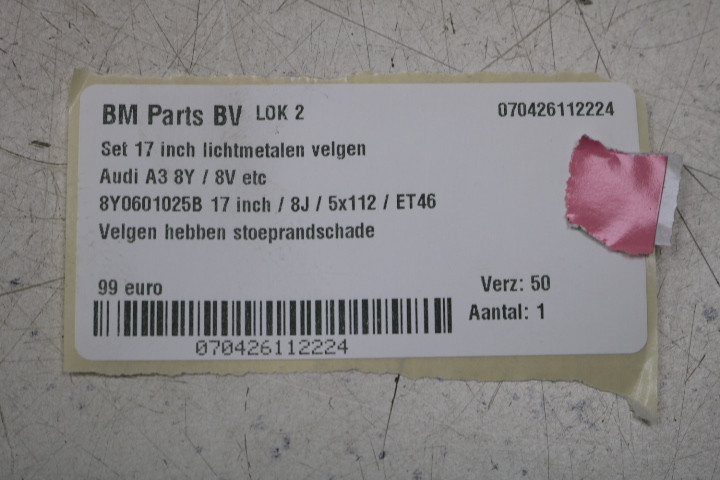 BM Parts BV LOK 2 070426112224
Set 17 inch lichtmetalen velgen
Audi A3 8Y / 8V etc
8Y0601025B 17 inch / 8J / 5x112 / ET46
Velgen hebben stoeprandschade
99 euro Verz: 50
Aantal: 1
070426112224